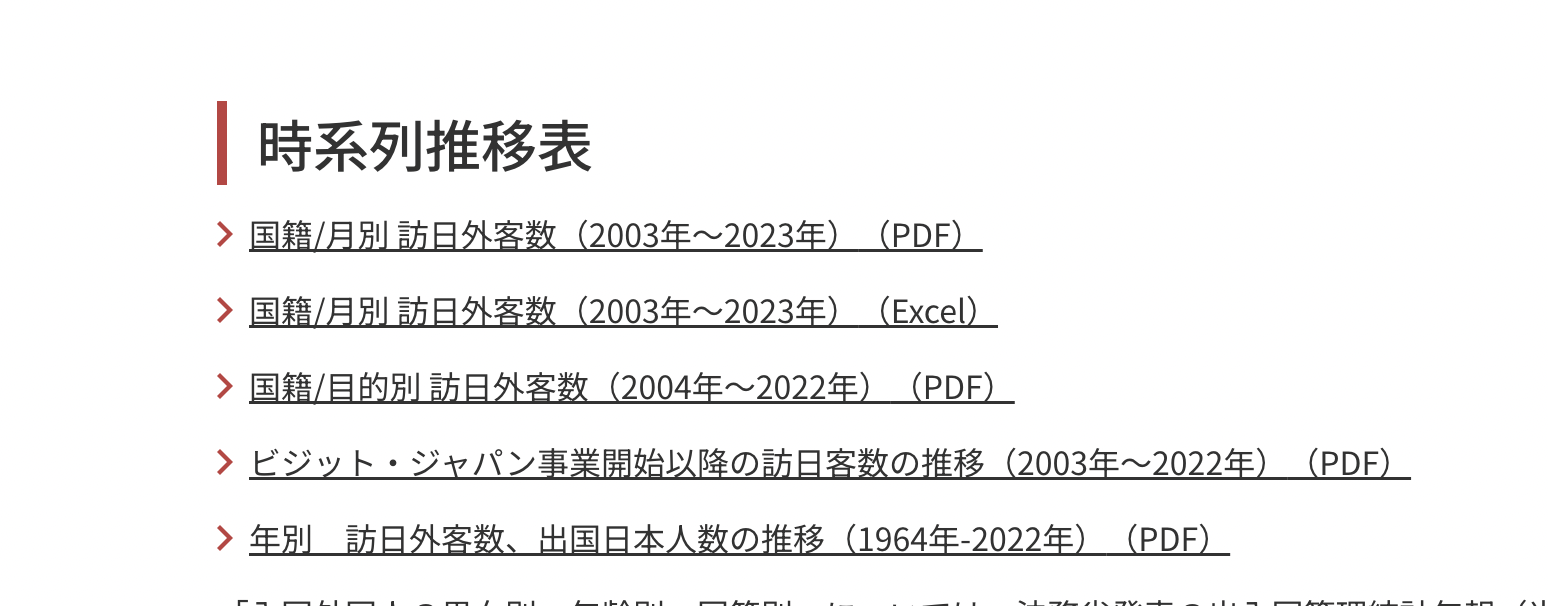 時系列推移表
国籍/月別 訪日外客数（2003年～2023年）（PDF）
国籍/月別 訪日外客数（2003年～2023年）（Excel）
国籍/目的別 訪日外客数（2004年～2022年）（PDF）
ビジット・ジャパン事業開始以降の訪日客数の推移（2003年～2022年）（PDF）
年別　訪日外客数、出国日本人数の推移（1964年-2022年）（PDF）